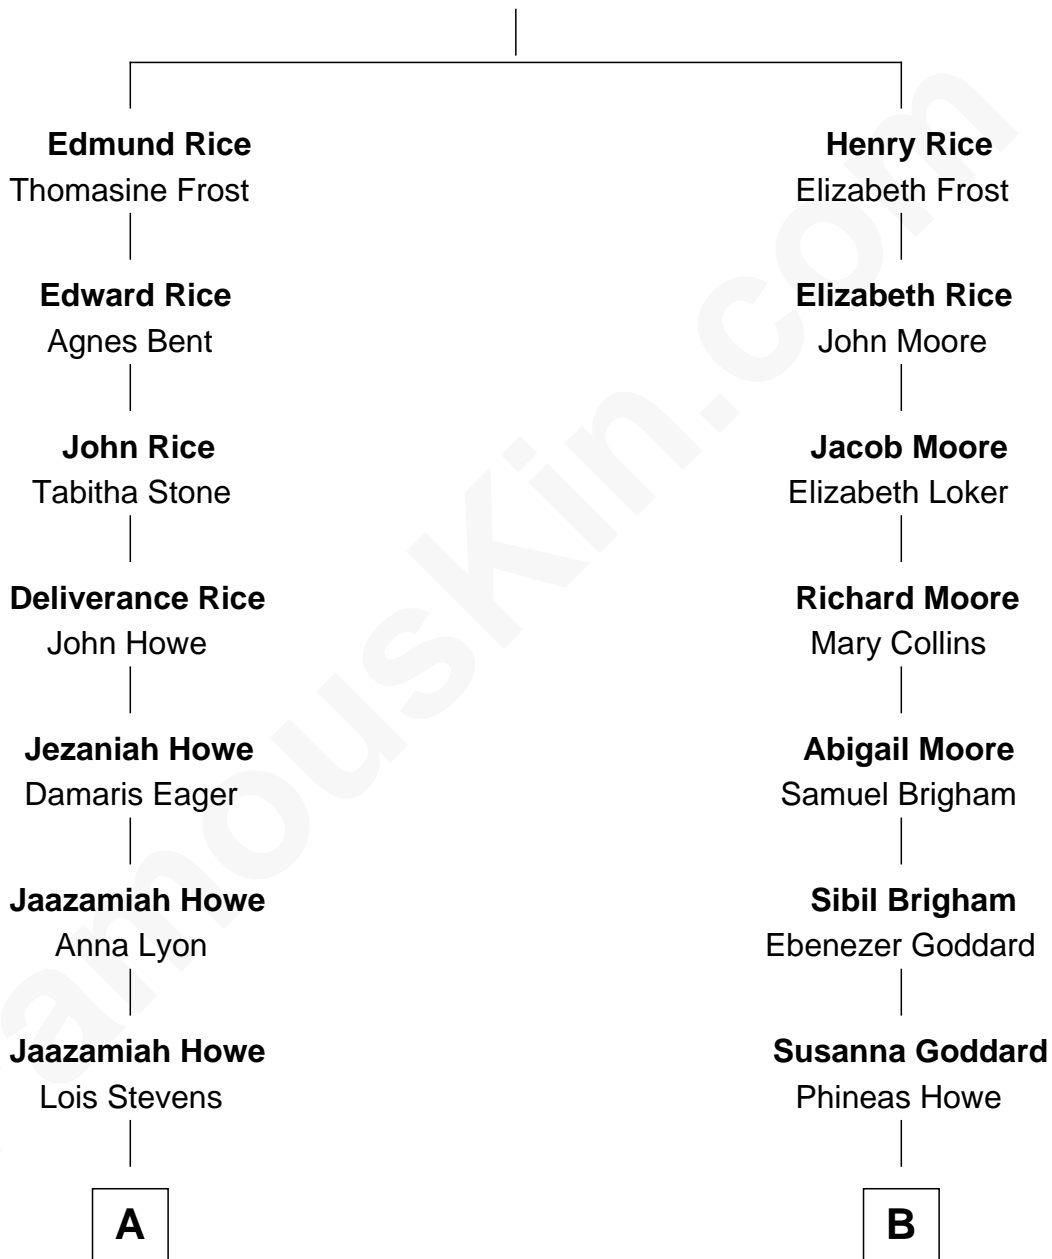 Edmund Rice
Thomasine Frost
Edward Rice
Agnes Bent
John Rice
Tabitha Stone
Deliverance Rice
John Howe
Jezaniah Howe
Damaris Eager
Jaazamiah Howe
Anna Lyon
Jaazamiah Howe
Lois Stevens
A
Henry Rice
Elizabeth Frost
Elizabeth Rice
John Moore
Jacob Moore
Elizabeth Loker
Richard Moore
Mary Collins
Abigail Moore
Samuel Brigham
Sibil Brigham
Ebenezer Goddard
Susanna Goddard
Phineas Howe
B
amousKin.com